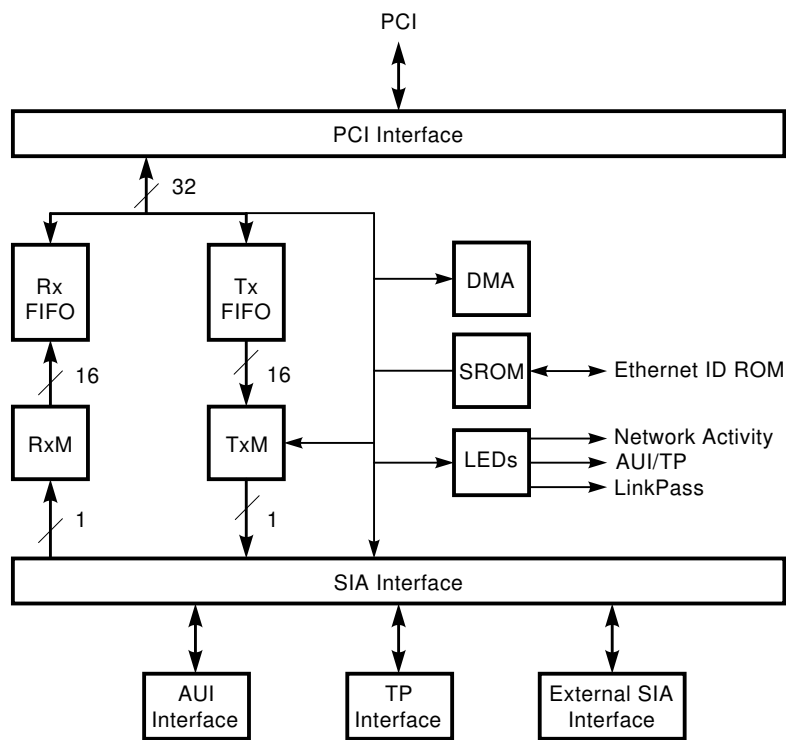 PCI
PCI Interface
32
Rx
FIFO
Tx
FIFO
DMA
16
16
SROM
Ethernet ID ROM
RxM
TxM
LEDs
Network Activity
AUI/TP
LinkPass
1
1
SIA Interface
AUI
Interface
TP
Interface
External SIA
Interface